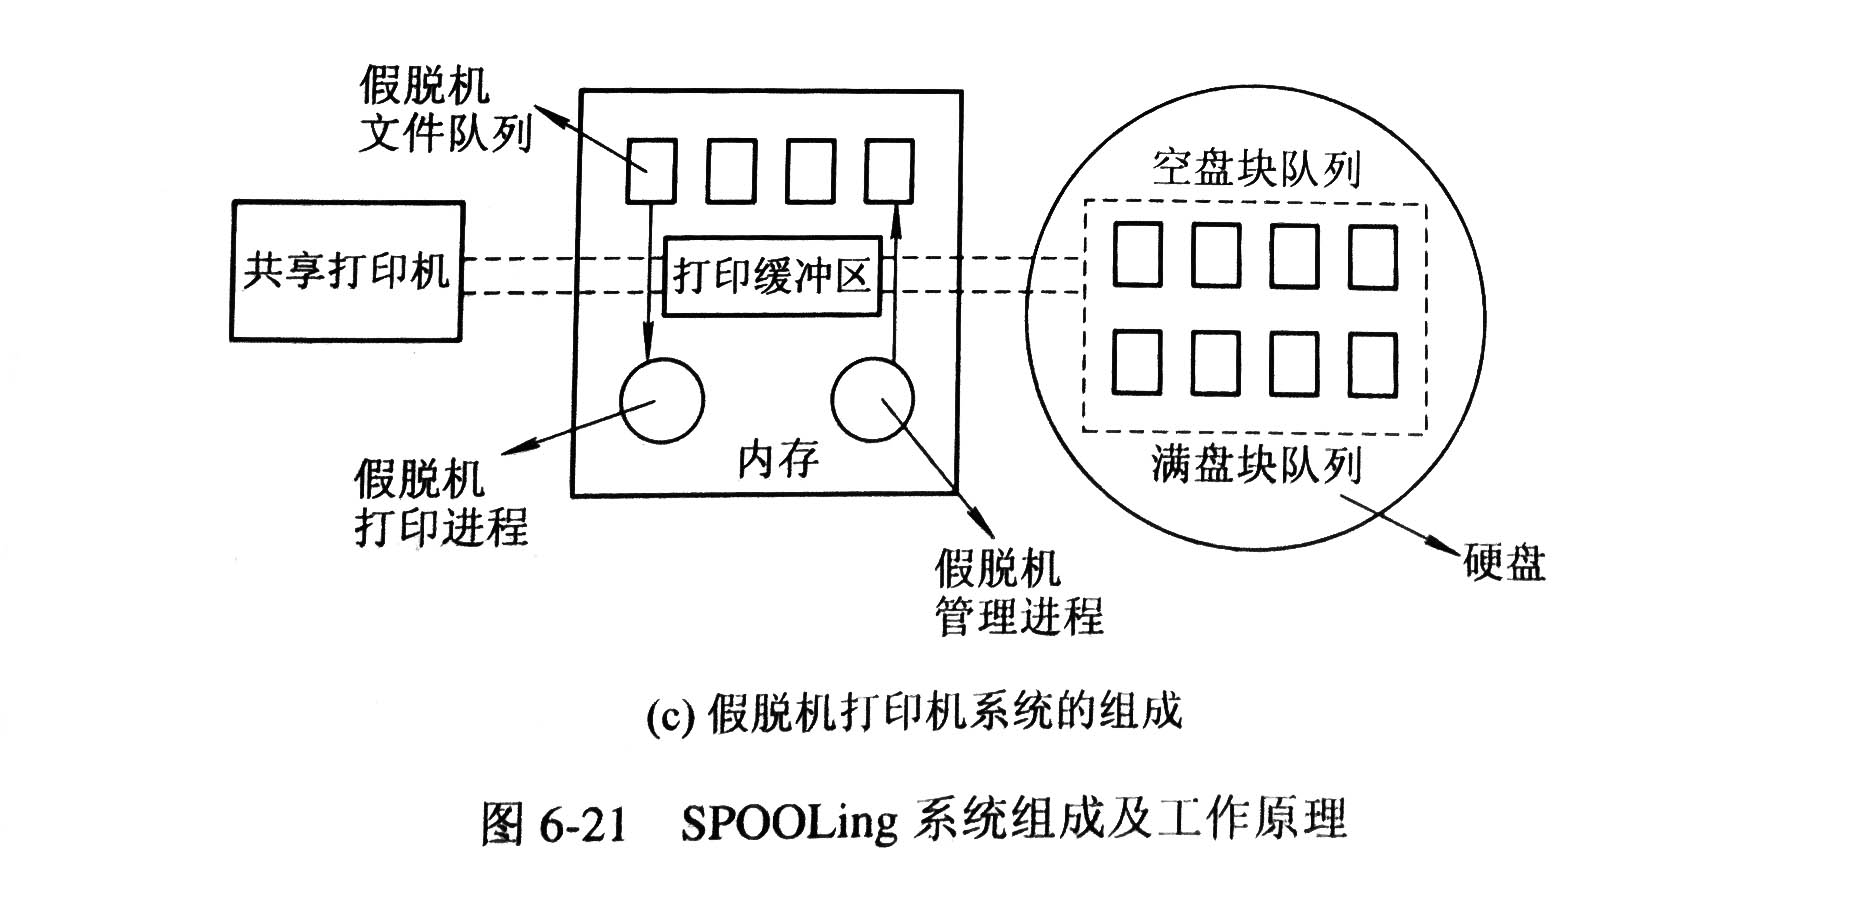 假脱机
文件队列
共享打印机
打印缓冲区
空盘块队列
满盘块队列
内存
假脱机
打印进程
假脱机
管理进程
硬盘
(c) 假脱机打印机系统的组成
图 6-21 SPOOLing 系统组成及工作原理